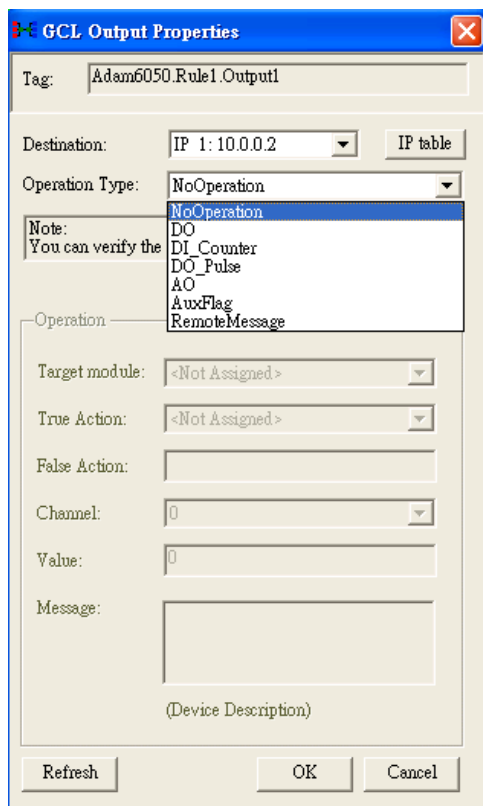 GCL Output Properties
Tag: Adam6050.Rule1.Output1
Destination: IP 1: 10.0.0.2 IP table
Operation Type: NoOperation
NoOperation
DO
DI_Counter
DO_Pulse
AO
AuxFlag
RemoteMessage
Note:
You can verify the
Operation
Target module: <Not Assigned>
True Action: <Not Assigned>
False Action:
Channel: 0
Value: 0
Message:
(Device Description)
Refresh OK Cancel